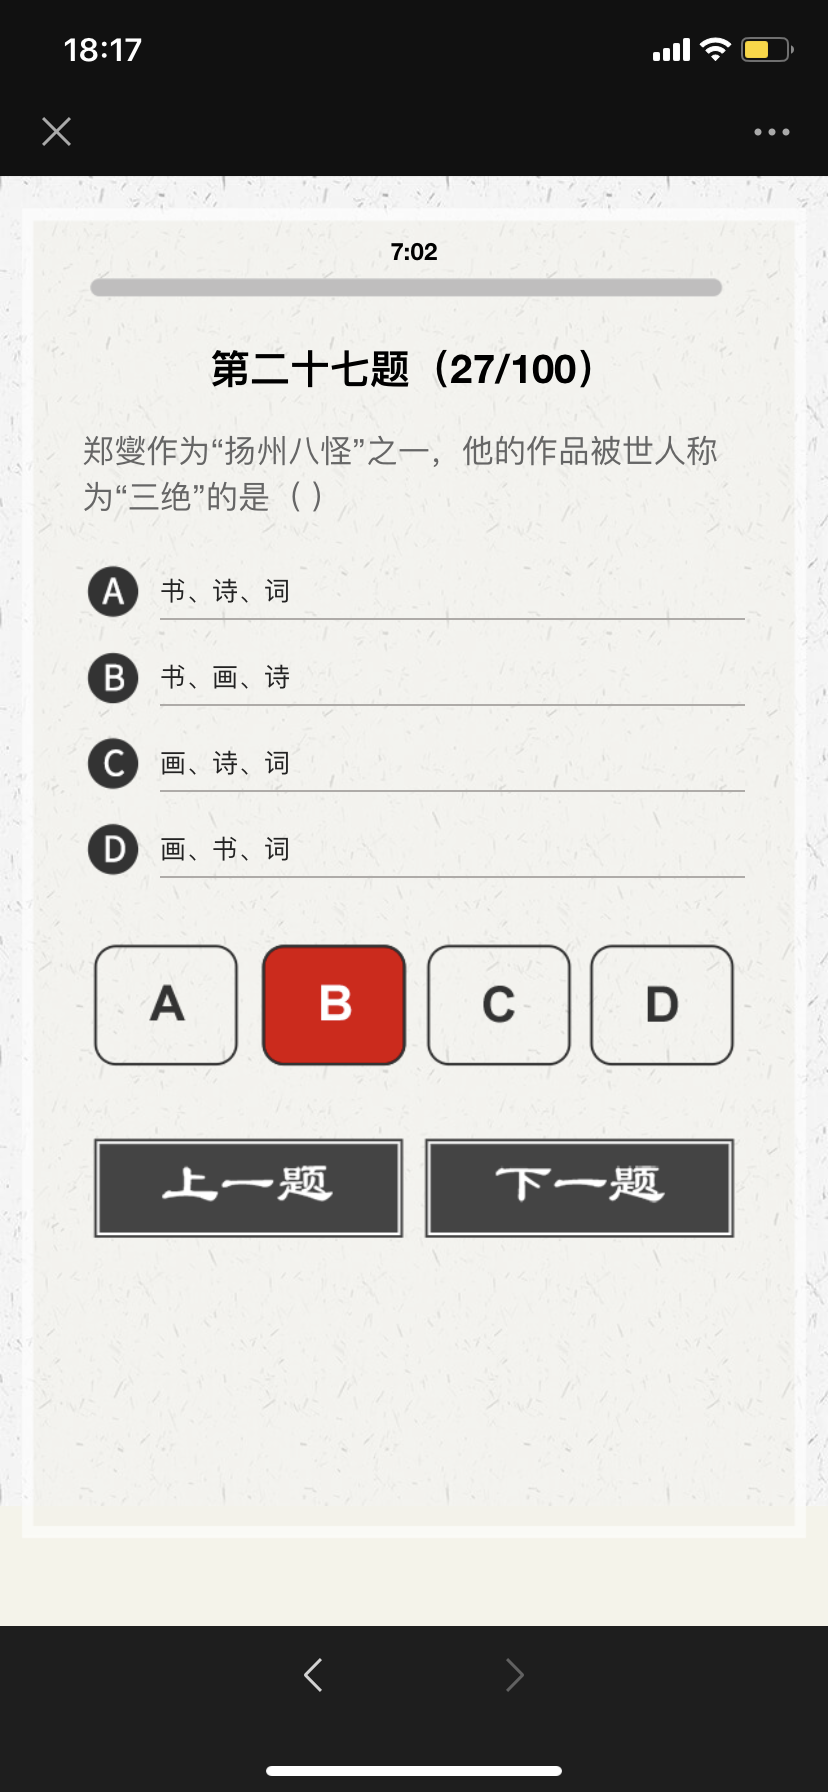 18:17
7:02
第二十七题（27/100）
郑燮作为“扬州八怪”之一，他的作品被世人称
为“三绝”的是（ ）
A 书、诗、词
B 书、画、诗
C 画、诗、词
D 画、书、词
A B C D
上一题 下一题